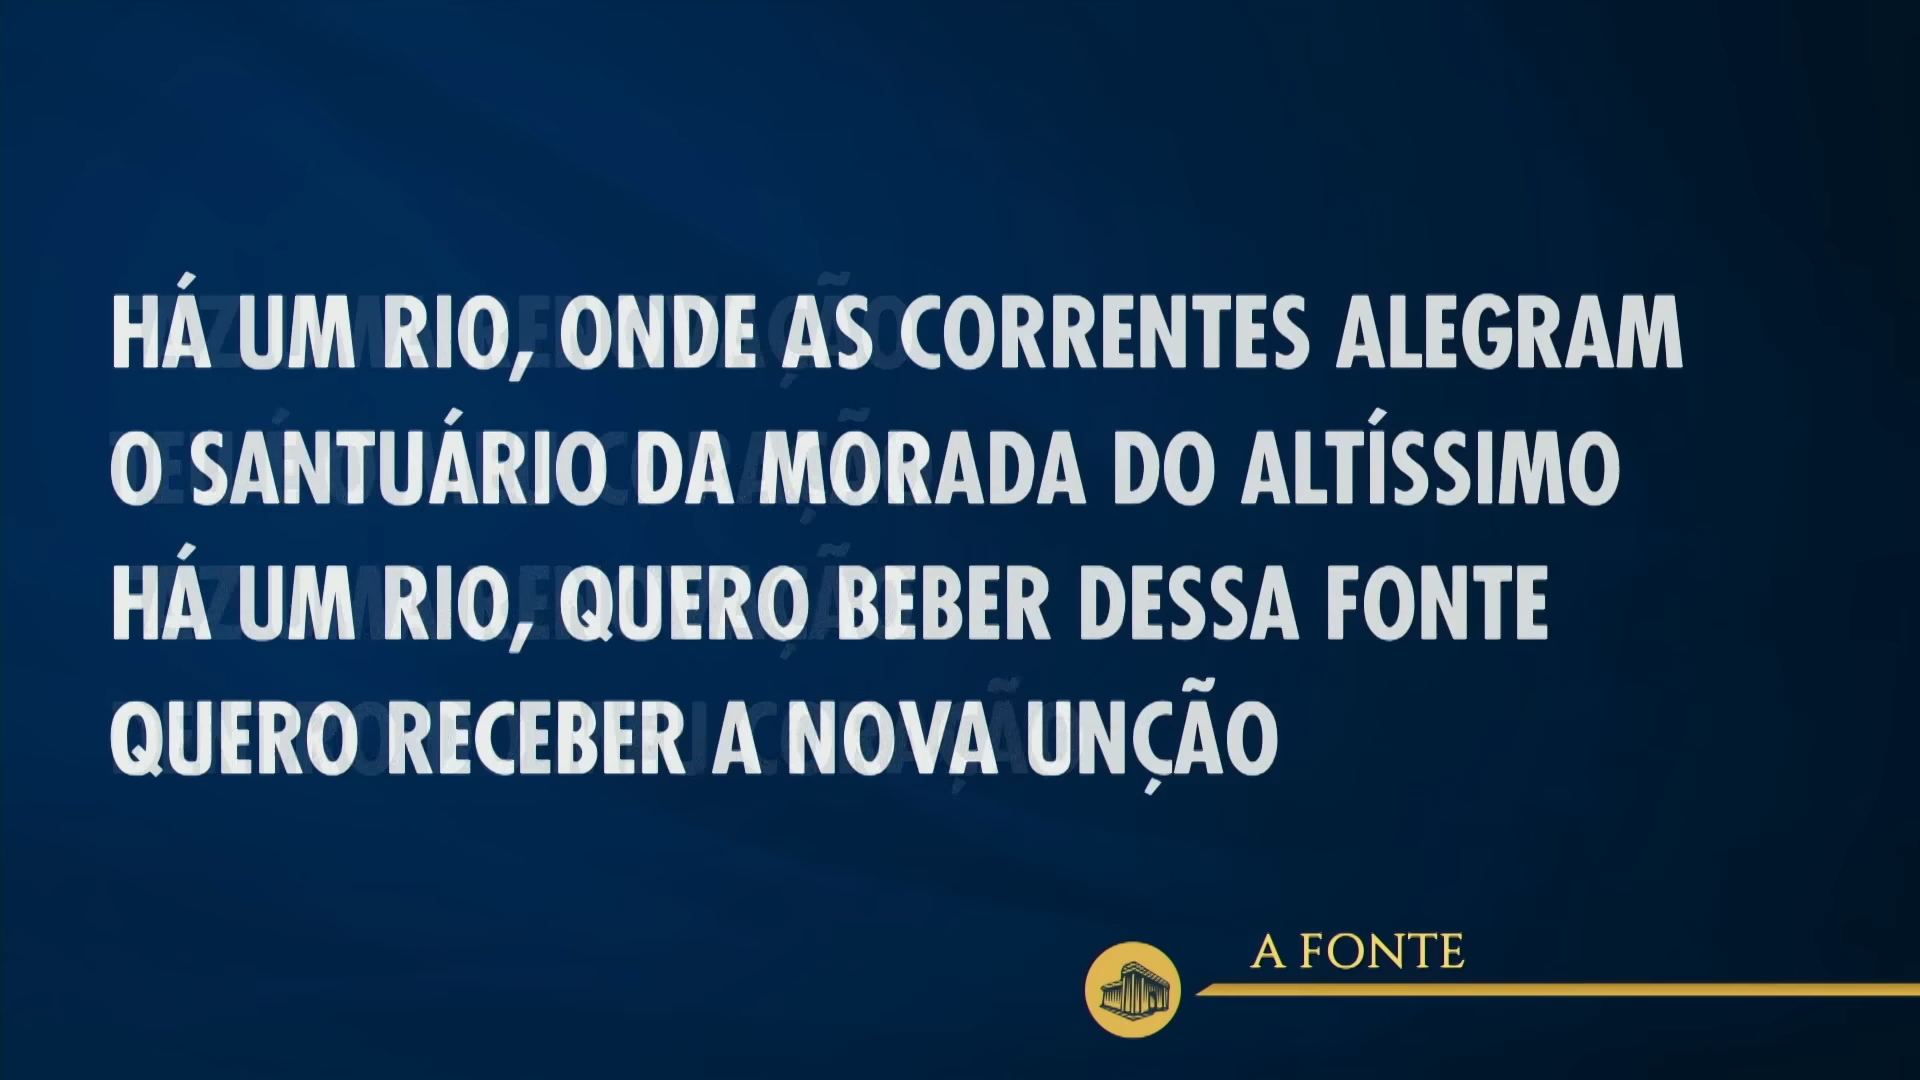 HÁ UM RIO, ONDE AS CORRENTES ALEGRAM
O SANTUÁRIO DA MORADA DO ALTÍSSIMO
HÁ UM RIO, QUERO BEBER DESSA FONTE
QUERO RECEBER A NOVA UNÇÃO
A FONTE